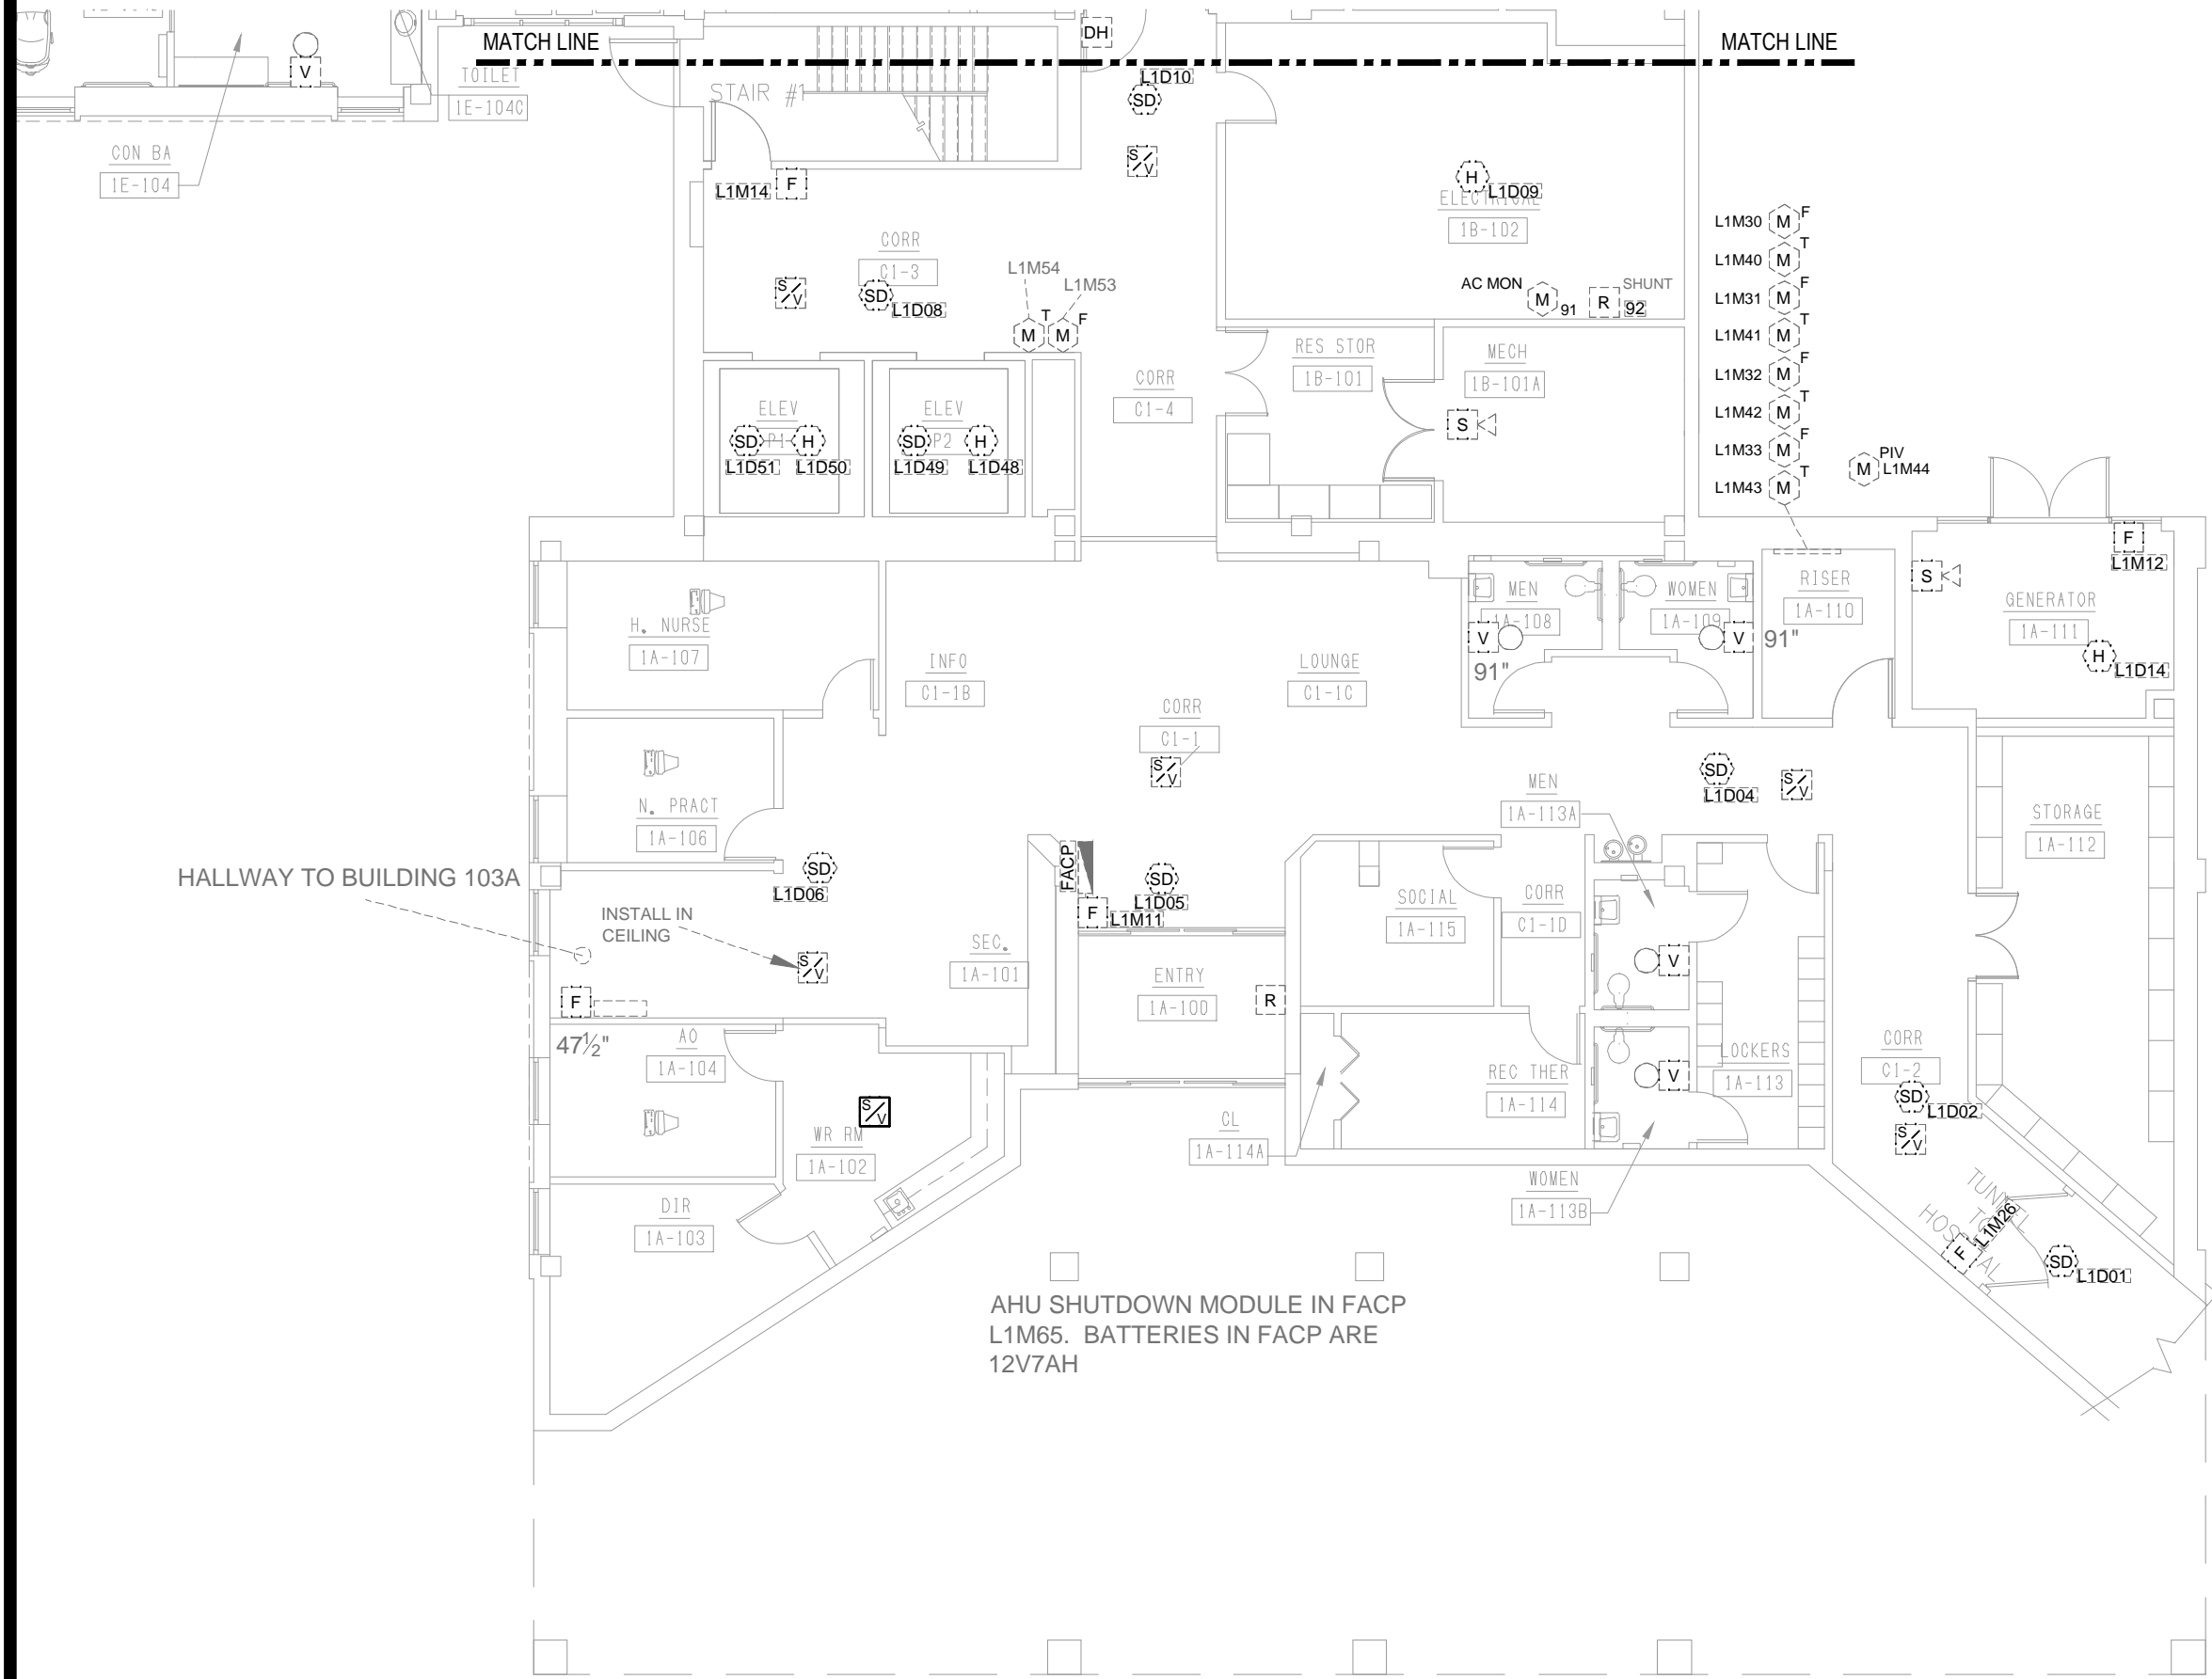 MATCH LINE
MATCH LINE
DH
V
TOILET
1E-104C
STAIR #1
L1D10
SD
CON BA
1E-104
S/V
L1M14
F
H
L1D09
ELECTRICAL
1B-102
CORR
C1-3
L1M54
L1M53
S/V
SD
L1D08
M
T
M
F
AC MON
M
91
R
SHUNT
92
L1M30
M
F
L1M40
M
T
L1M31
M
F
L1M41
M
T
L1M32
M
F
L1M42
M
T
L1M33
M
F
L1M43
M
T
PIV
M
L1M44
RES STOR
1B-101
MECH
1B-101A
S
CORR
C1-4
ELEV
P1
SD
H
L1D51
L1D50
ELEV
P2
SD
H
L1D49
L1D48
H. NURSE
1A-107
INFO
C1-1B
LOUNGE
C1-1C
MEN
1A-108
V
91"
WOMEN
1A-109
V
91"
RISER
1A-110
F
L1M12
S
GENERATOR
1A-111
H
L1D14
CORR
C1-1
S/V
N. PRACT
1A-106
SD
L1D04
S/V
MEN
1A-113A
STORAGE
1A-112
HALLWAY TO BUILDING 103A
SD
L1D06
INSTALL IN
CEILING
S/V
FACP
SD
L1D05
F
L1M11
SEC.
1A-101
ENTRY
1A-100
R
SOCIAL
1A-115
CORR
C1-1D
V
F
47½"
AO
1A-104
S/V
WR RM
1A-102
REC THER
1A-114
V
LOCKERS
1A-113
CORR
C1-2
SD
L1D02
S/V
CL
1A-114A
WOMEN
1A-113B
DIR
1A-103
L1M26
F
SD
L1D01
AHU SHUTDOWN MODULE IN FACP
L1M65. BATTERIES IN FACP ARE
12V7AH